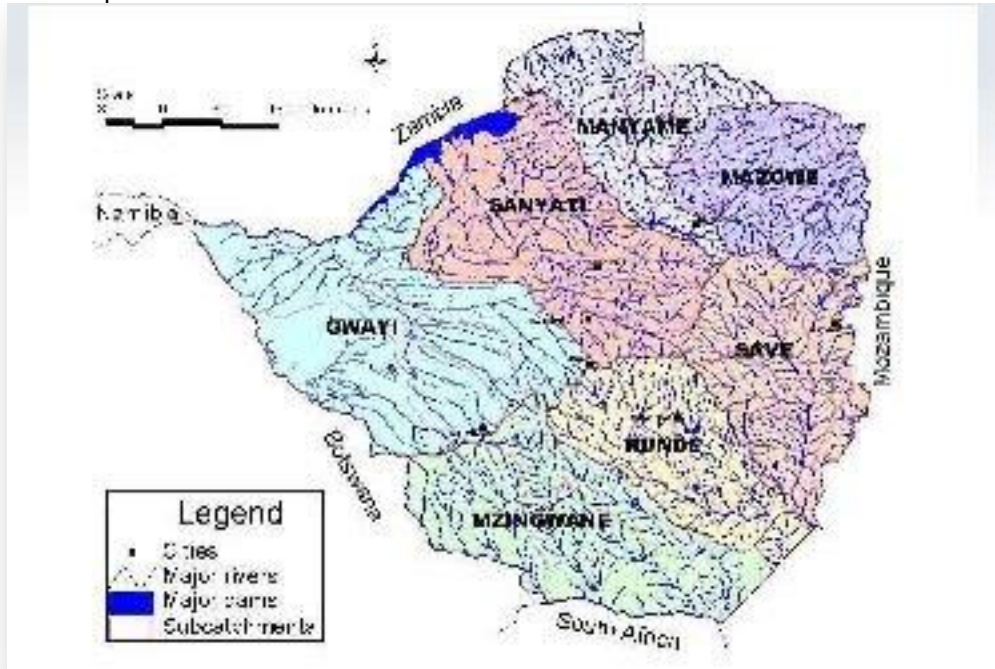 Scale
Zambia
MANYAME
MAZOWE
SANYATI
Namibia
GWAYI
SAVE
Mozambique
RUNDE
Botswana
MZINGWANE
South Africa
Legend
Cities
Major rivers
Major dams
Subcatchments